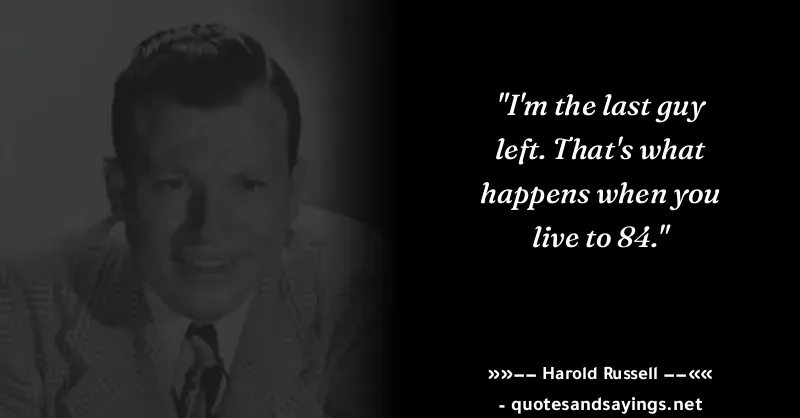 "I'm the last guy
left. That's what
happens when you
live to 84."
»»−− Harold Russell −−««
- quotesandsayings.net